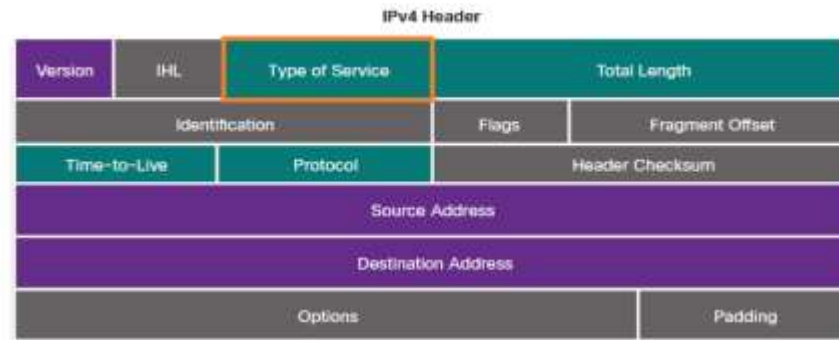 IPv4 Header
Version IHL Type of Service Total Length
Identification Flags Fragment Offset
Time-to-Live Protocol Header Checksum
Source Address
Destination Address
Options Padding